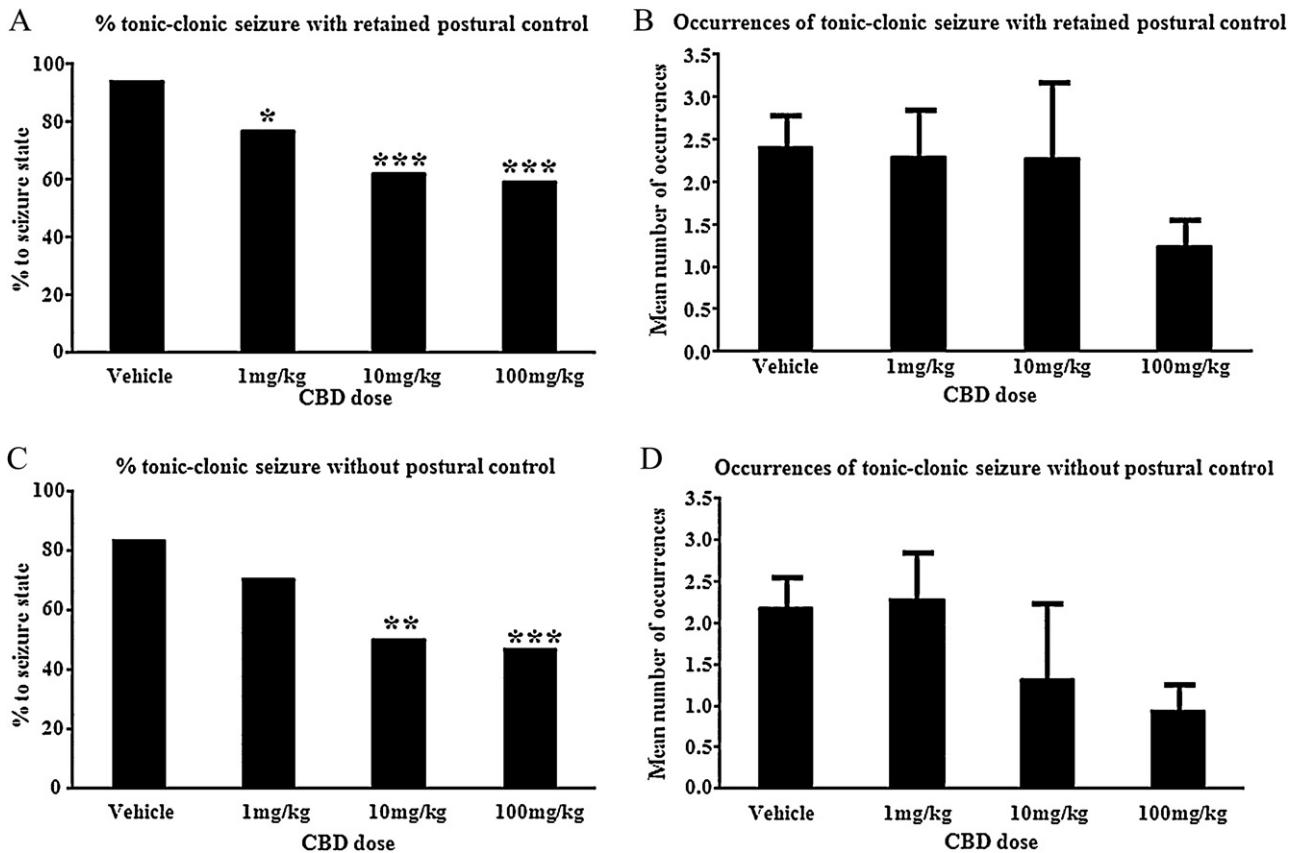 A
% tonic-clonic seizure with retained postural control
% to seizure state
100
80
60
40
20
0
*
***
***
Vehicle 1mg/kg 10mg/kg 100mg/kg
CBD dose
B
Occurrences of tonic-clonic seizure with retained postural control
Mean number of occurrences
3.5
3.0
2.5
2.0
1.5
1.0
0.5
0.0
Vehicle 1mg/kg 10mg/kg 100mg/kg
CBD dose
C
% tonic-clonic seizure without postural control
% to seizure state
100
80
60
40
20
0
**
***
Vehicle 1mg/kg 10mg/kg 100mg/kg
CBD dose
D
Occurrences of tonic-clonic seizure without postural control
Mean number of occurrences
3.5
3.0
2.5
2.0
1.5
1.0
0.5
0.0
Vehicle 1mg/kg 10mg/kg 100mg/kg
CBD dose